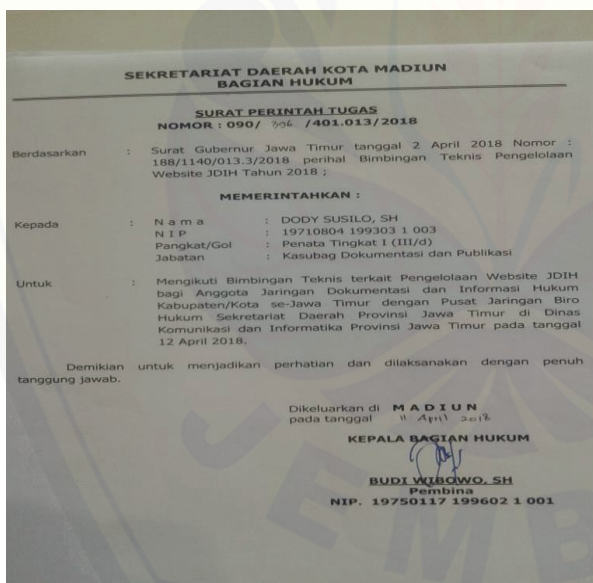 SEKRETARIAT DAERAH KOTA MADIUN
BAGIAN HUKUM
SURAT PERINTAH TUGAS
NOMOR : 090/ /401.013/2018
Berdasarkan : Surat Gubernur Jawa Timur tanggal 2 April 2018 Nomor :
188/1140/013.3/2018 perihal Bimbingan Teknis Pengelolaan
Website JDIH Tahun 2018 ;
MEMERINTAHKAN :
Kepada : N a m a : DODY SUSILO, SH
N I P : 19710804 199303 1 003
Pangkat/Gol : Penata Tingkat I (III/d)
Jabatan : Kasubag Dokumentasi dan Publikasi
Untuk : Mengikuti Bimbingan Teknis terkait Pengelolaan Website JDIH
bagi Anggota Jaringan Dokumentasi dan Informasi Hukum
Kabupaten/Kota se-Jawa Timur dengan Pusat Jaringan Biro
Hukum Sekretariat Daerah Provinsi Jawa Timur di Dinas
Komunikasi dan Informatika Provinsi Jawa Timur pada tanggal
12 April 2018.
Demikian untuk menjadikan perhatian dan dilaksanakan dengan penuh
tanggung jawab.
Dikeluarkan di M A D I U N
pada tanggal 11 April 2018
KEPALA BAGIAN HUKUM
BUDI WIBOWO, SH
Pembina
NIP. 19750117 199602 1 001
JEMB